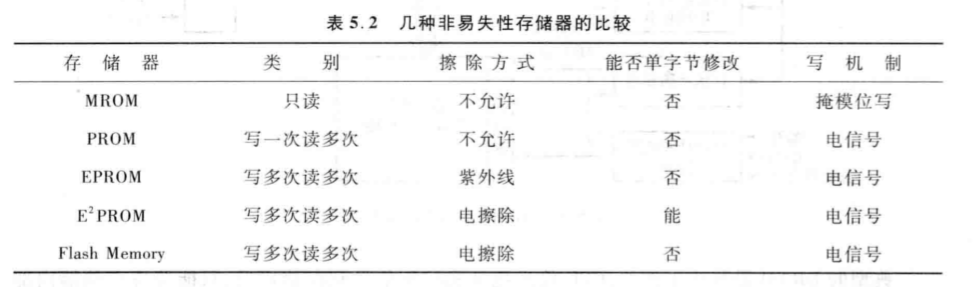 表 5.2 几种非易失性存储器的比较
存储器 类别 擦除方式 能否单字节修改 写机制
MROM 只读 不允许 否 掩模位写
PROM 写一次读多次 不允许 否 电信号
EPROM 写多次读多次 紫外线 否 电信号
E²PROM 写多次读多次 电擦除 能 电信号
Flash Memory 写多次读多次 电擦除 否 电信号